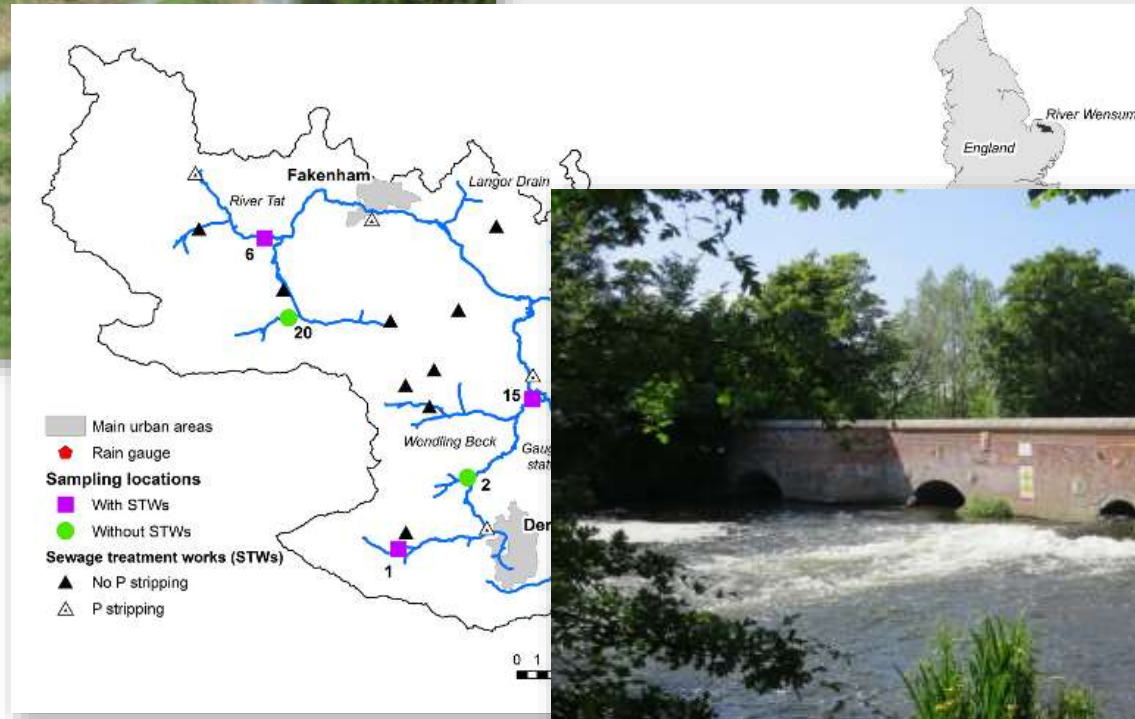 River Wensum
England
Fakenham
Langor Drain
River Tat
6
20
15
Wendling Beck
2
1
Main urban areas
Rain gauge
Sampling locations
With STWs
Without STWs
Sewage treatment works (STWs)
No P stripping
P stripping
0 1